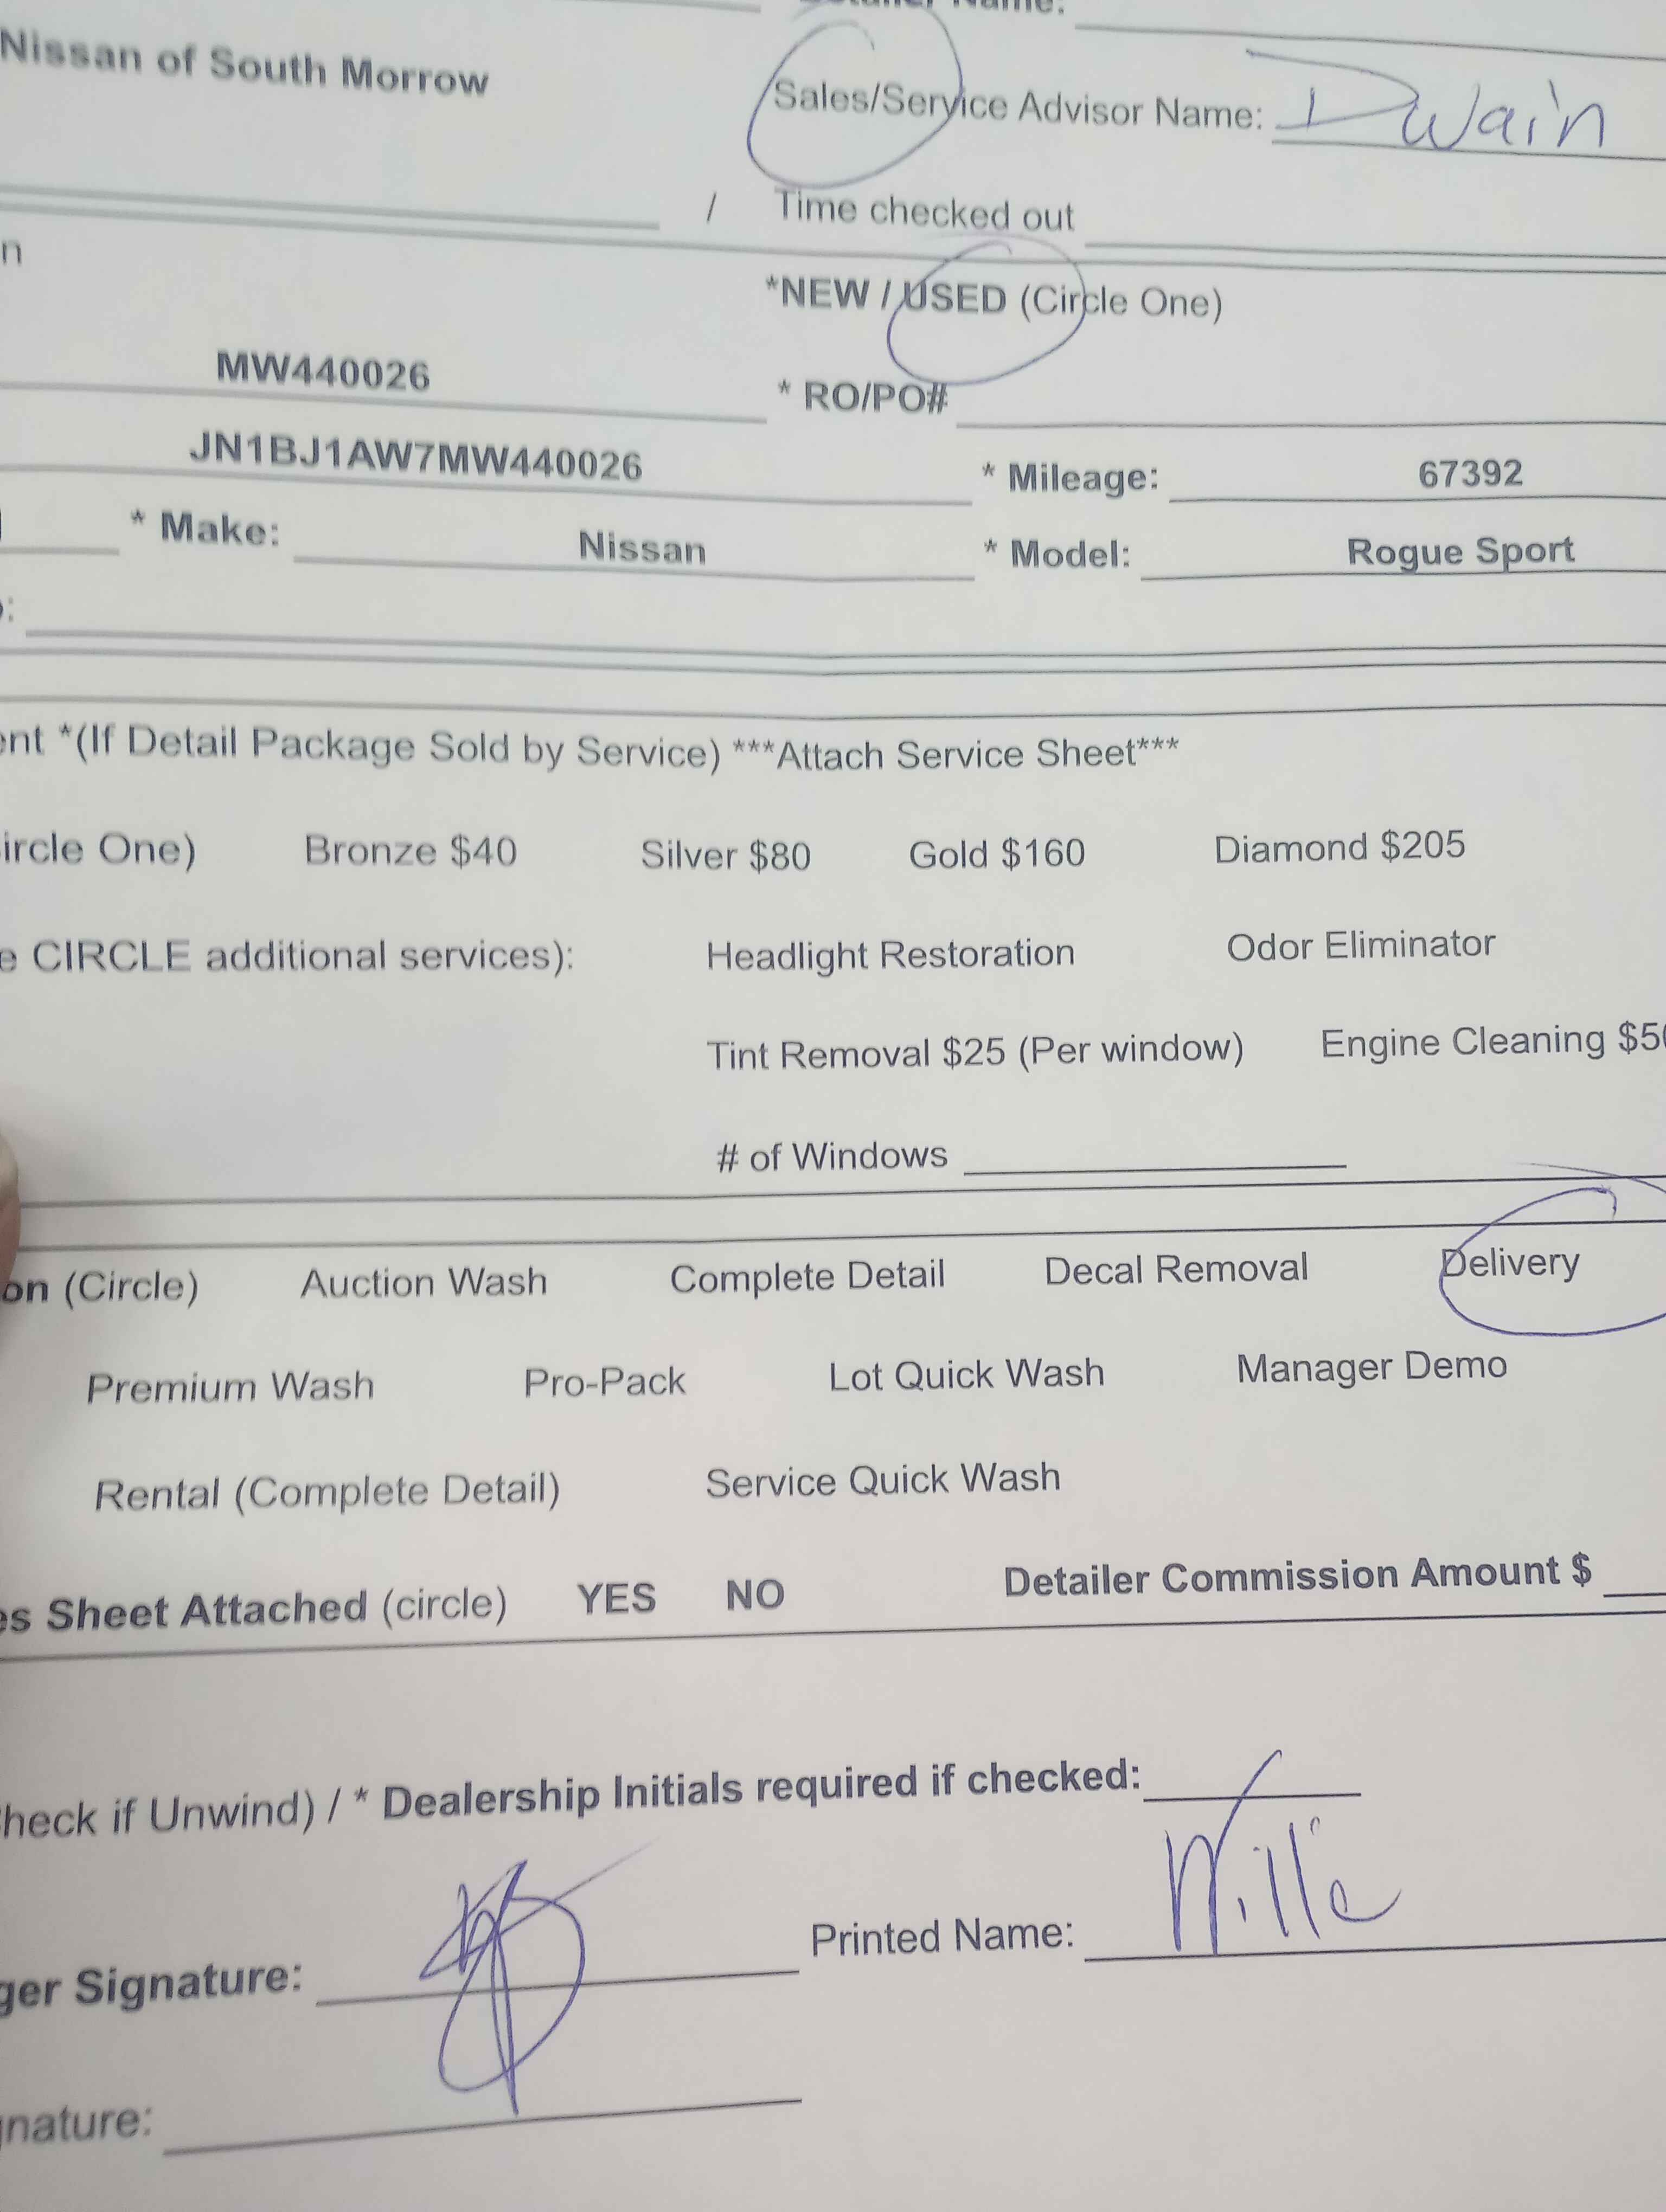 Name:
Nissan of South Morrow
Sales/Service Advisor Name: Dwain
/ Time checked out
n
*NEW / USED (Circle One)
MW440026 * RO/PO#
JN1BJ1AW7MW440026 * Mileage: 67392
* Make: Nissan * Model: Rogue Sport
:
ent *(If Detail Package Sold by Service) ***Attach Service Sheet***
ircle One) Bronze $40 Silver $80 Gold $160 Diamond $205
e CIRCLE additional services): Headlight Restoration Odor Eliminator
Tint Removal $25 (Per window) Engine Cleaning $5
# of Windows
on (Circle) Auction Wash Complete Detail Decal Removal Delivery
Premium Wash Pro-Pack Lot Quick Wash Manager Demo
Rental (Complete Detail) Service Quick Wash
es Sheet Attached (circle) YES NO Detailer Commission Amount $
heck if Unwind) / * Dealership Initials required if checked:
ger Signature: Printed Name: Willie
nature: